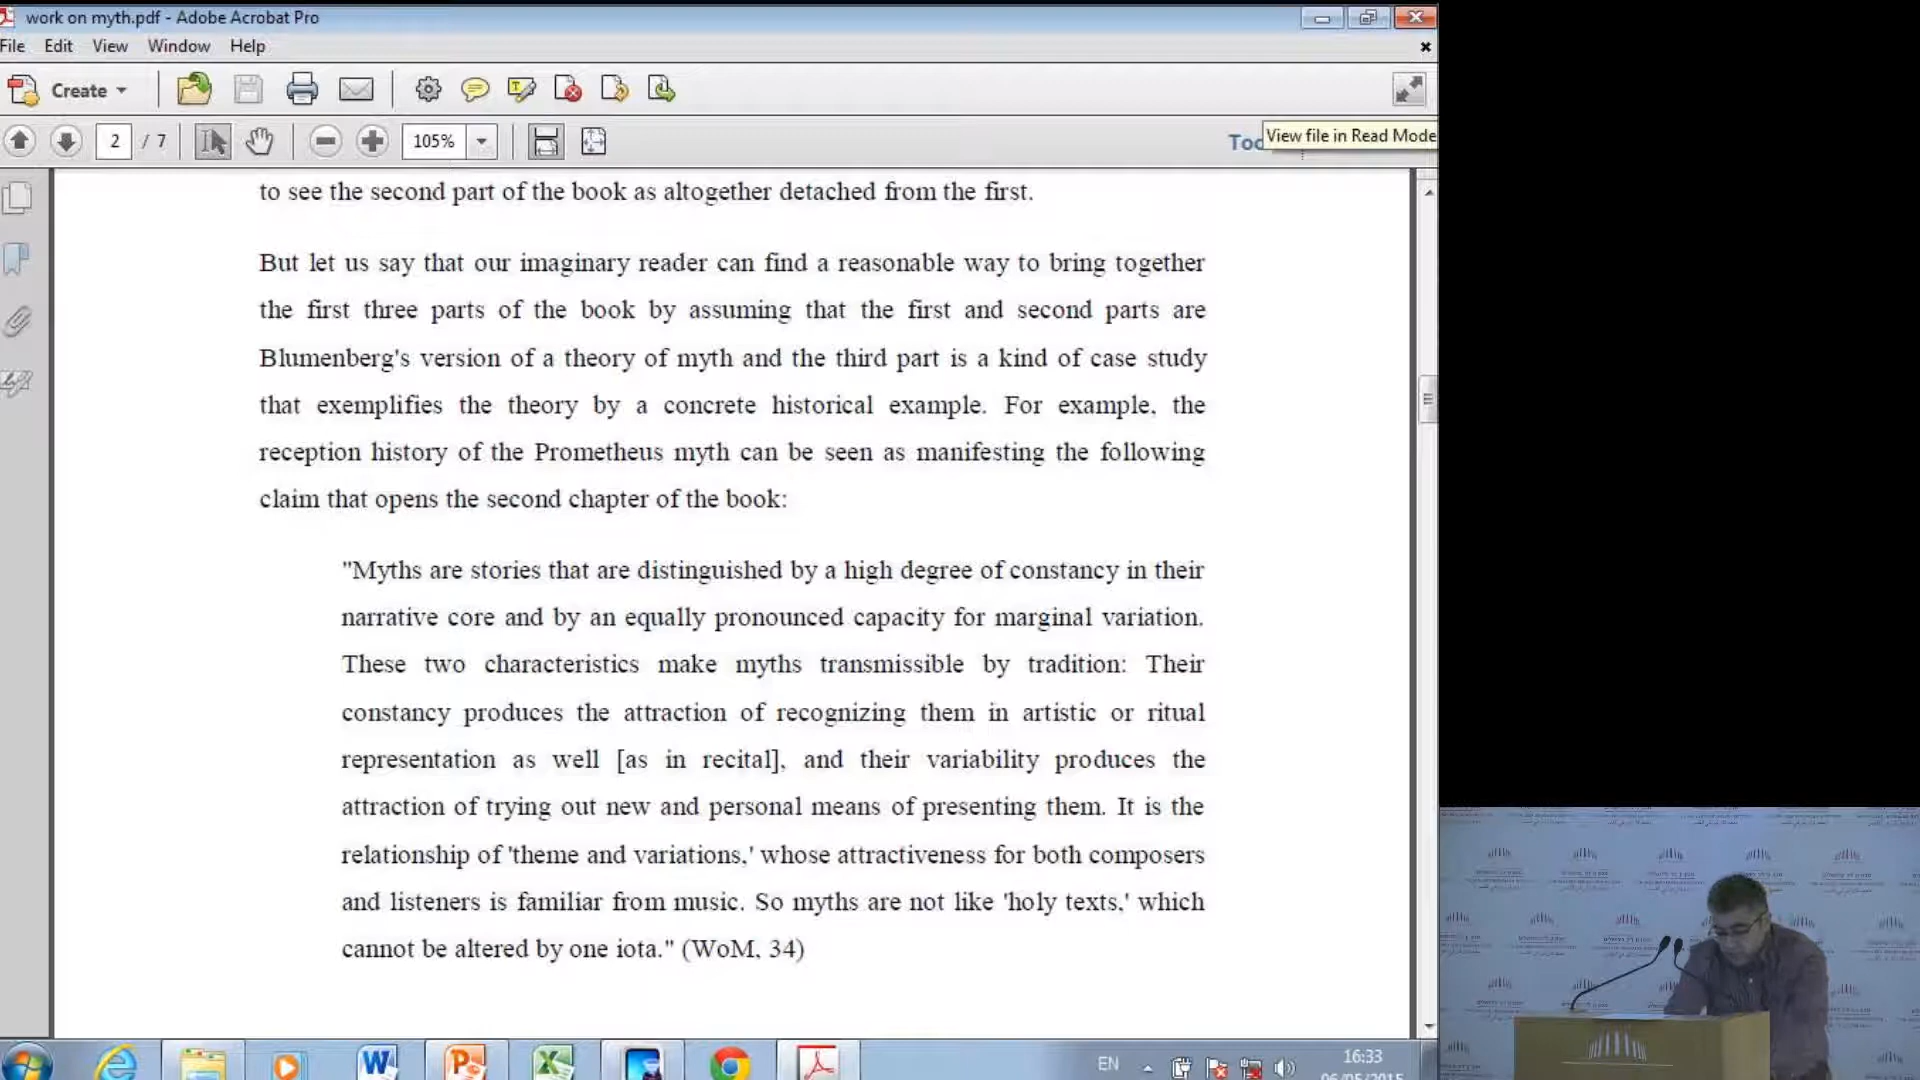 work on myth.pdf - Adobe Acrobat Pro
File Edit View Window Help
Create
2 / 7 105%
View file in Read Mode
to see the second part of the book as altogether detached from the first.
But let us say that our imaginary reader can find a reasonable way to bring together
the first three parts of the book by assuming that the first and second parts are
Blumenberg's version of a theory of myth and the third part is a kind of case study
that exemplifies the theory by a concrete historical example. For example, the
reception history of the Prometheus myth can be seen as manifesting the following
claim that opens the second chapter of the book:
"Myths are stories that are distinguished by a high degree of constancy in their
narrative core and by an equally pronounced capacity for marginal variation.
These two characteristics make myths transmissible by tradition: Their
constancy produces the attraction of recognizing them in artistic or ritual
representation as well [as in recital], and their variability produces the
attraction of trying out new and personal means of presenting them. It is the
relationship of 'theme and variations,' whose attractiveness for both composers
and listeners is familiar from music. So myths are not like 'holy texts,' which
cannot be altered by one iota." (WoM, 34)
EN
16:33
06/05/2015